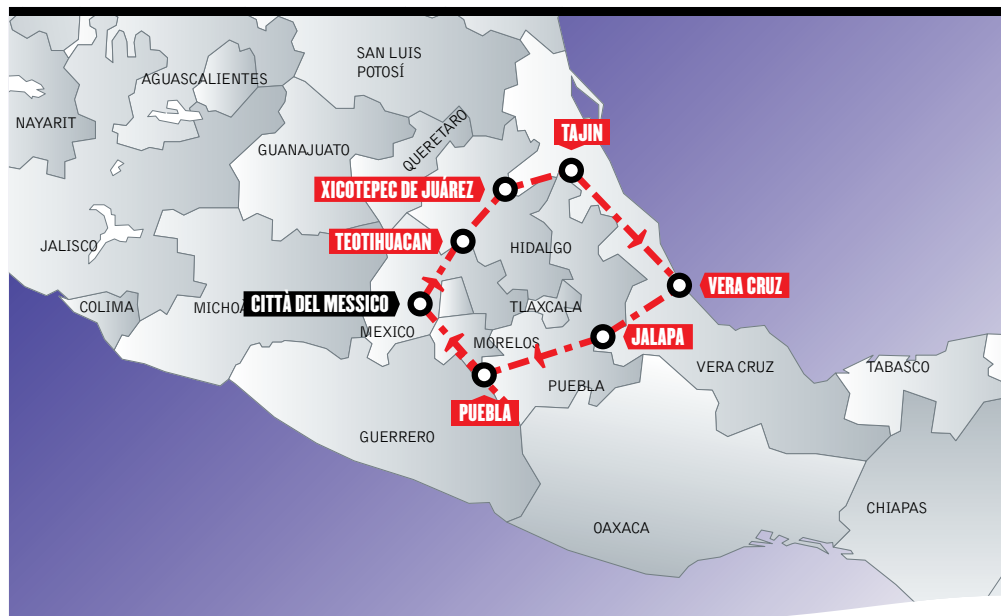 SAN LUIS
POTOSÍ
AGUASCALIENTES
NAYARIT
TAJIN
QUERETARO
GUANAJUATO
XICOTEPEC DE JUÁREZ
TEOTIHUACAN
HIDALGO
JALISCO
VERA CRUZ
CITTÀ DEL MESSICO
COLIMA
TLAXCALA
MEXICO
MORELOS
JALAPA
VERA CRUZ
TABASCO
PUEBLA
PUEBLA
GUERRERO
CHIAPAS
OAXACA